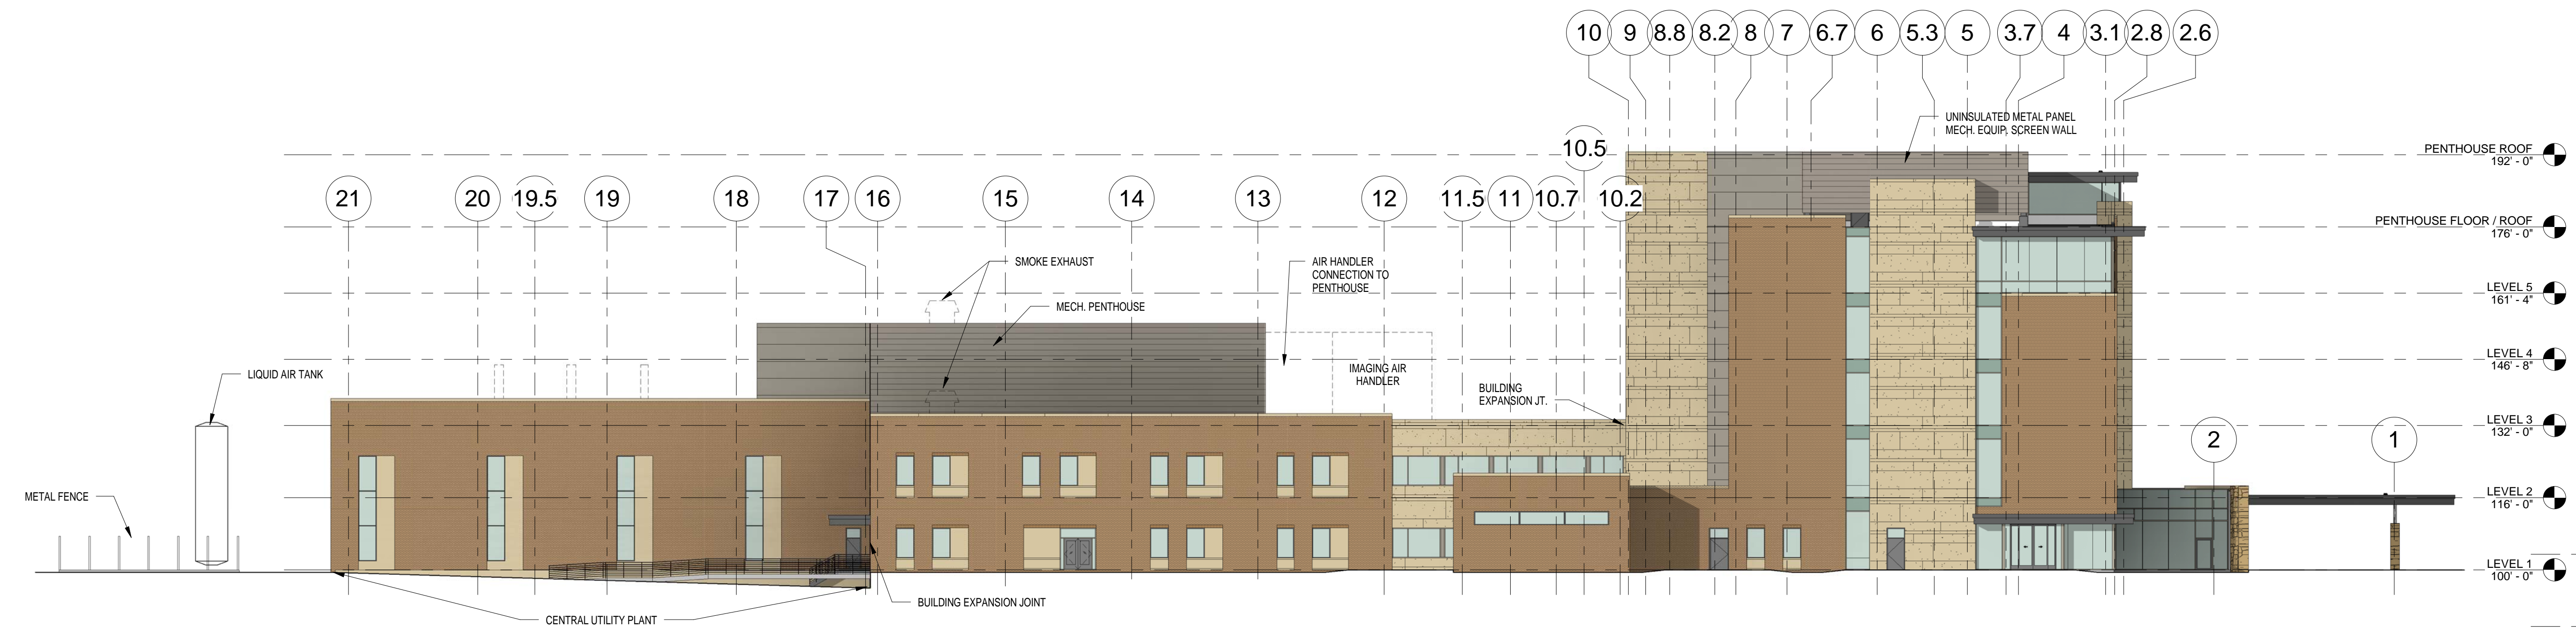 10 9 8.8 8.2 8 7 6.7 6 5.3 5 3.7 4 3.1 2.8 2.6
UNINSULATED METAL PANEL
MECH. EQUIP. SCREEN WALL
10.5
PENTHOUSE ROOF
192' - 0"
21 20 19.5 19 18 17 16 15 14 13 12 11.5 11 10.7 10.2
PENTHOUSE FLOOR / ROOF
176' - 0"
SMOKE EXHAUST
AIR HANDLER
CONNECTION TO
PENTHOUSE
LEVEL 5
161' - 4"
MECH. PENTHOUSE
LEVEL 4
146' - 8"
LIQUID AIR TANK
IMAGING AIR
HANDLER
BUILDING
EXPANSION JT.
LEVEL 3
132' - 0"
2 1
METAL FENCE
LEVEL 2
116' - 0"
LEVEL 1
100' - 0"
BUILDING EXPANSION JOINT
CENTRAL UTILITY PLANT